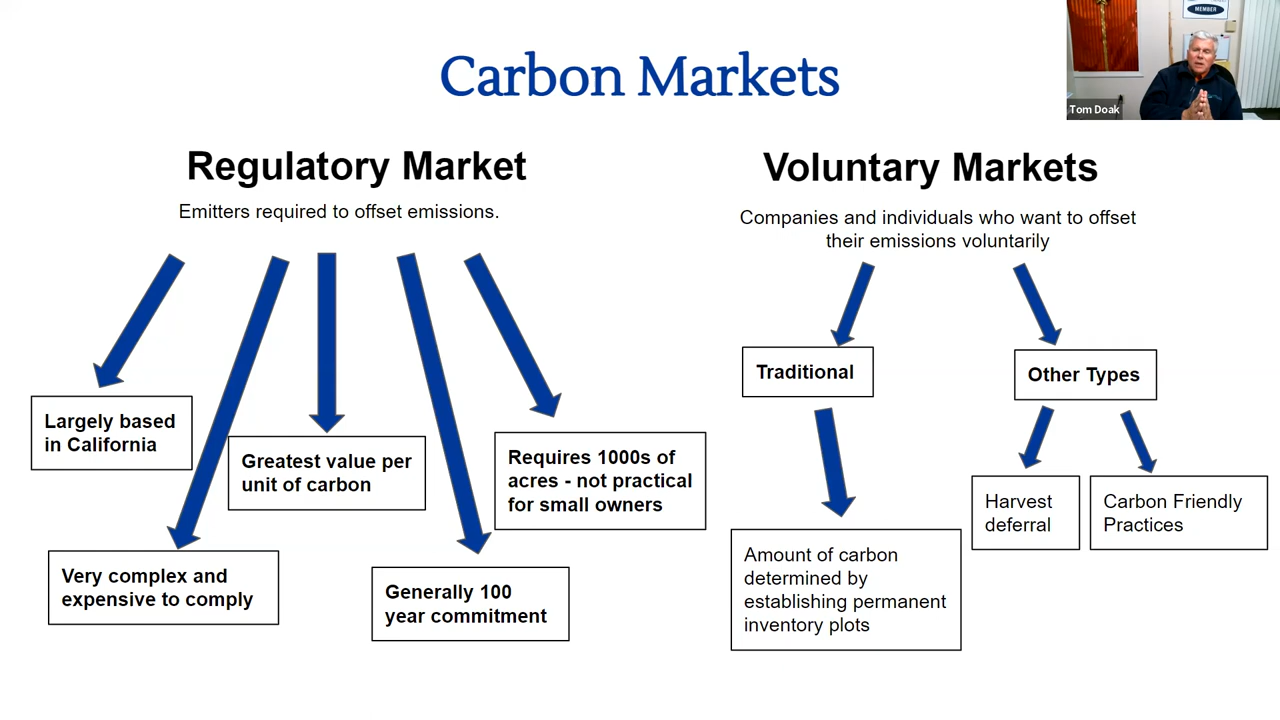 MEMBER
Tom Doak
Carbon Markets
Regulatory Market
Emitters required to offset emissions.
Largely based
in California
Very complex and
expensive to comply
Greatest value per
unit of carbon
Generally 100
year commitment
Requires 1000s of
acres - not practical
for small owners
Voluntary Markets
Companies and individuals who want to offset
their emissions voluntarily
Traditional
Amount of carbon
determined by
establishing permanent
inventory plots
Other Types
Harvest
deferral
Carbon Friendly
Practices